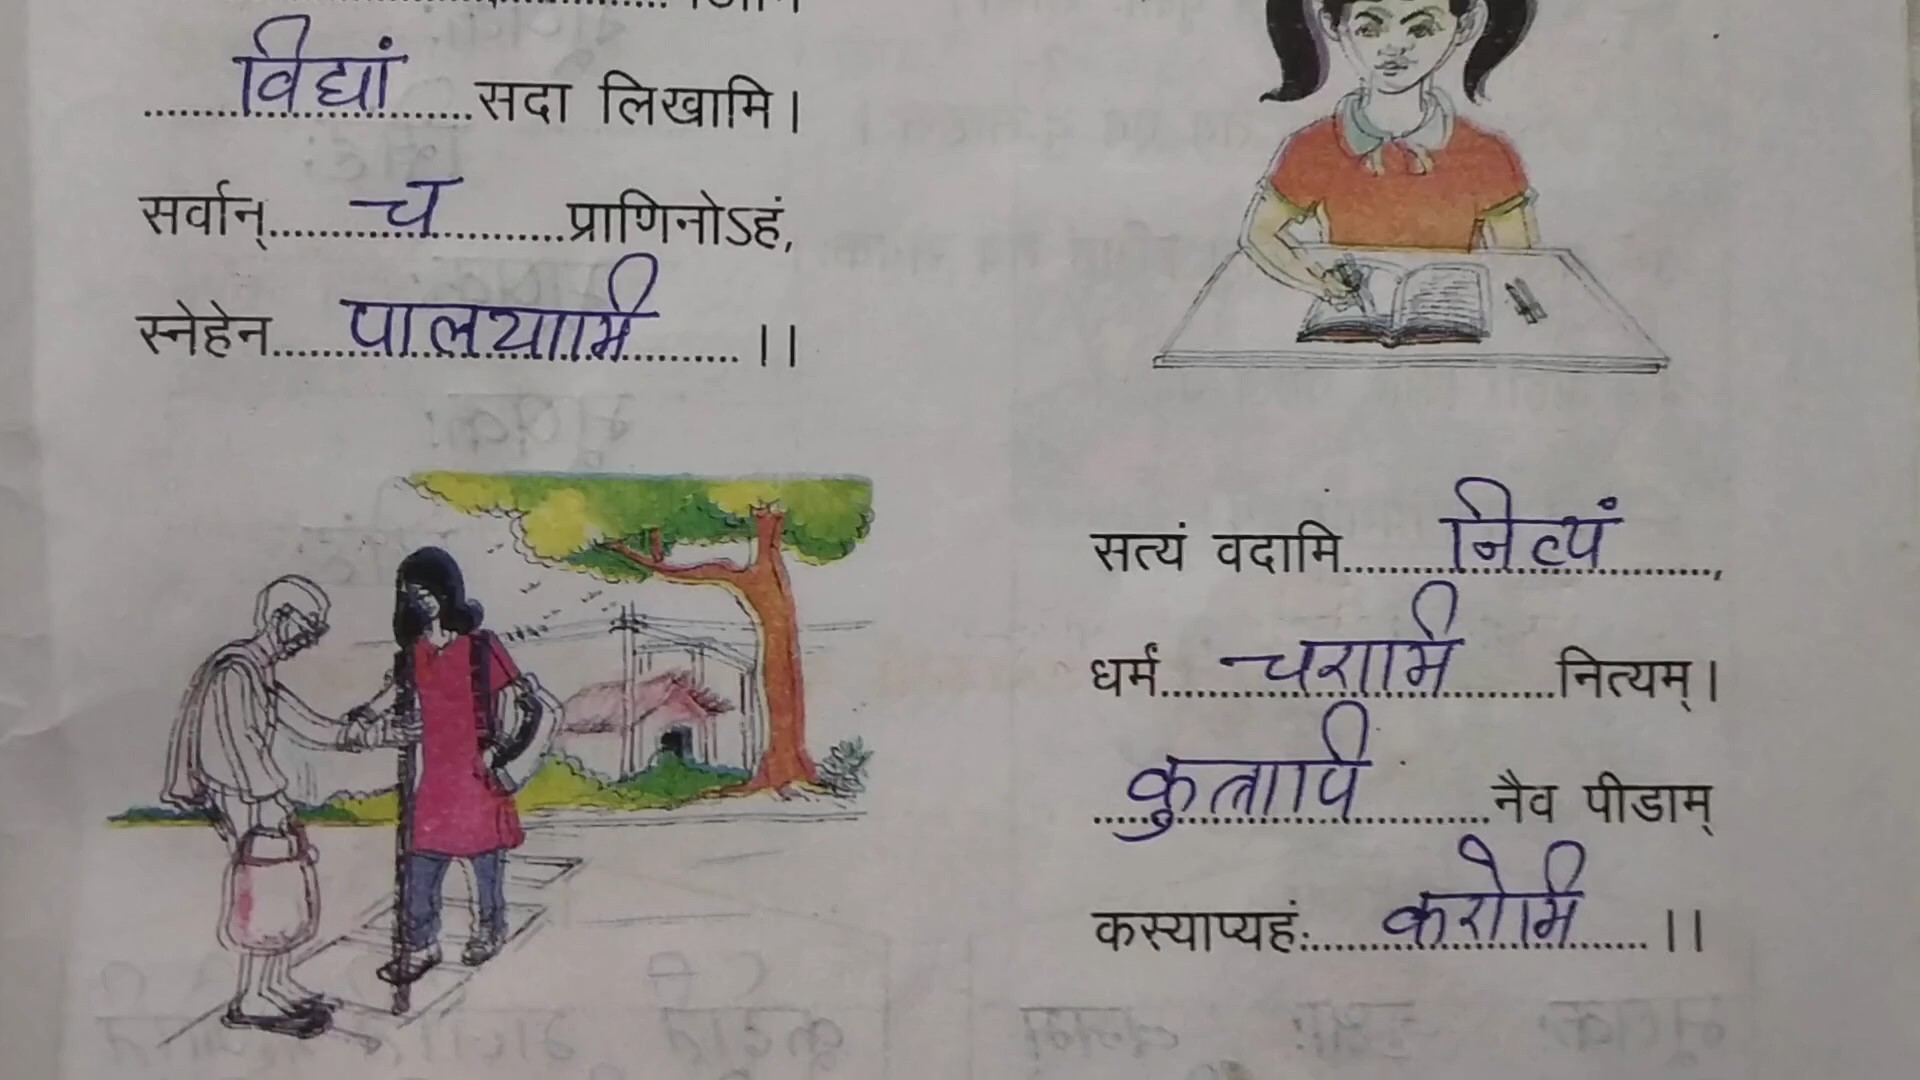 विद्यां सदा लिखामि।
सर्वान् च प्राणिनोऽहं,
स्नेहेन पालयामि ।।
सत्यं वदामि नित्यं,
धर्मं चरामि नित्यम्।
कुत्रापि नैव पीडाम्
कस्याप्यहं करोमि ।।